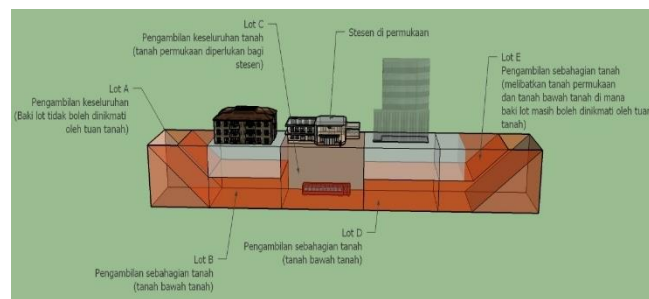 Lot C
Pengambilan keseluruhan tanah
(tanah permukaan diperlukan bagi
stesen)
Stesen di permukaan
Lot E
Pengambilan sebahagian tanah
(melibatkan tanah permukaan
dan tanah bawah tanah di mana
baki lot masih boleh dinikmati oleh tuan
tanah)
Lot A
Pengambilan keseluruhan
(Baki lot tidak boleh dinikmati
oleh tuan tanah)
Lot B
Pengambilan sebahagian tanah
(tanah bawah tanah)
Lot D
Pengambilan sebahagian tanah
(tanah bawah tanah)